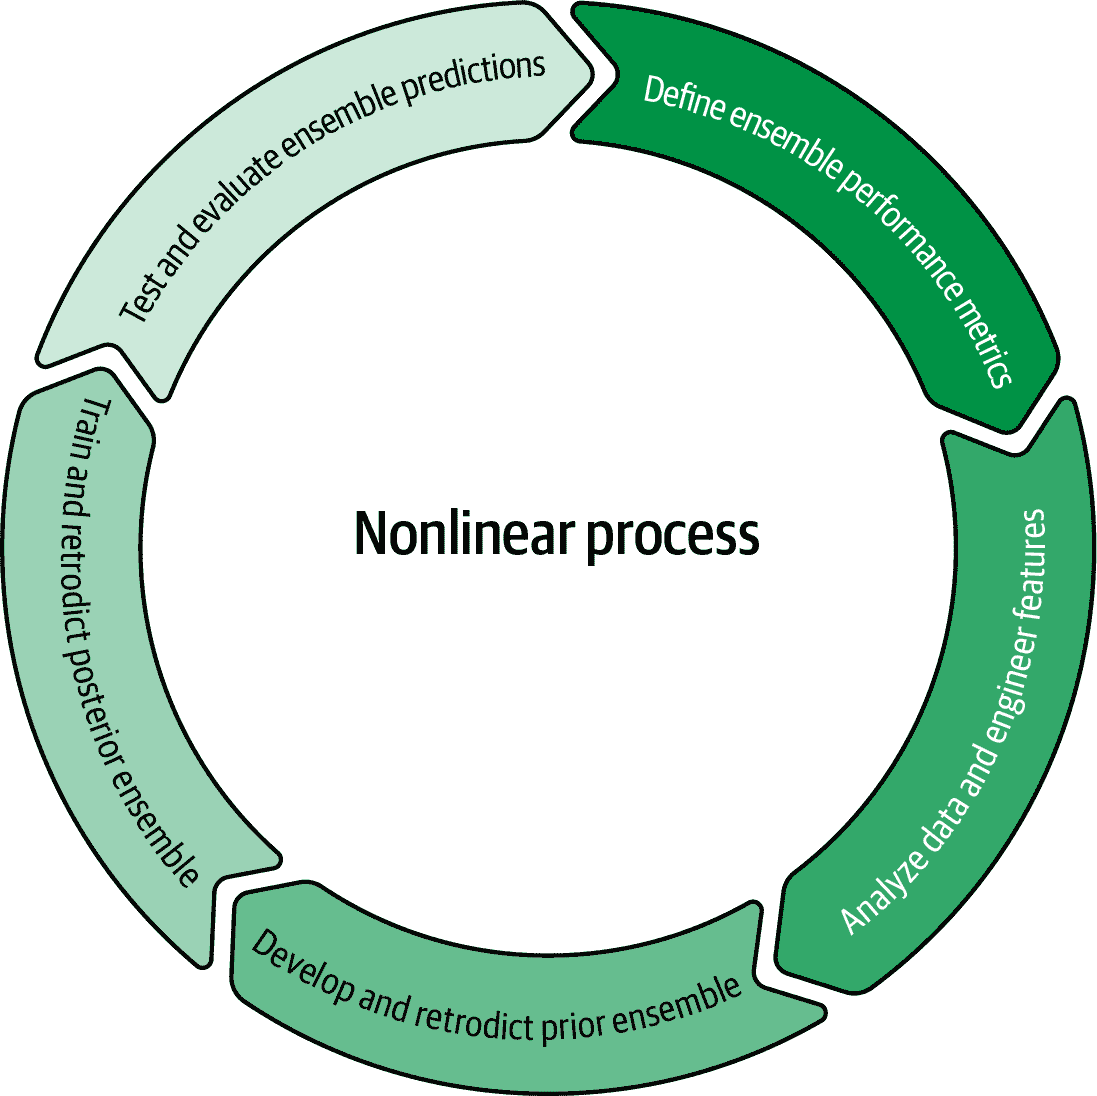 Define ensemble performance metrics
Analyze data and engineer features
Develop and retrodict prior ensemble
Train and retrodict posterior ensemble
Test and evaluate ensemble predictions
Nonlinear process